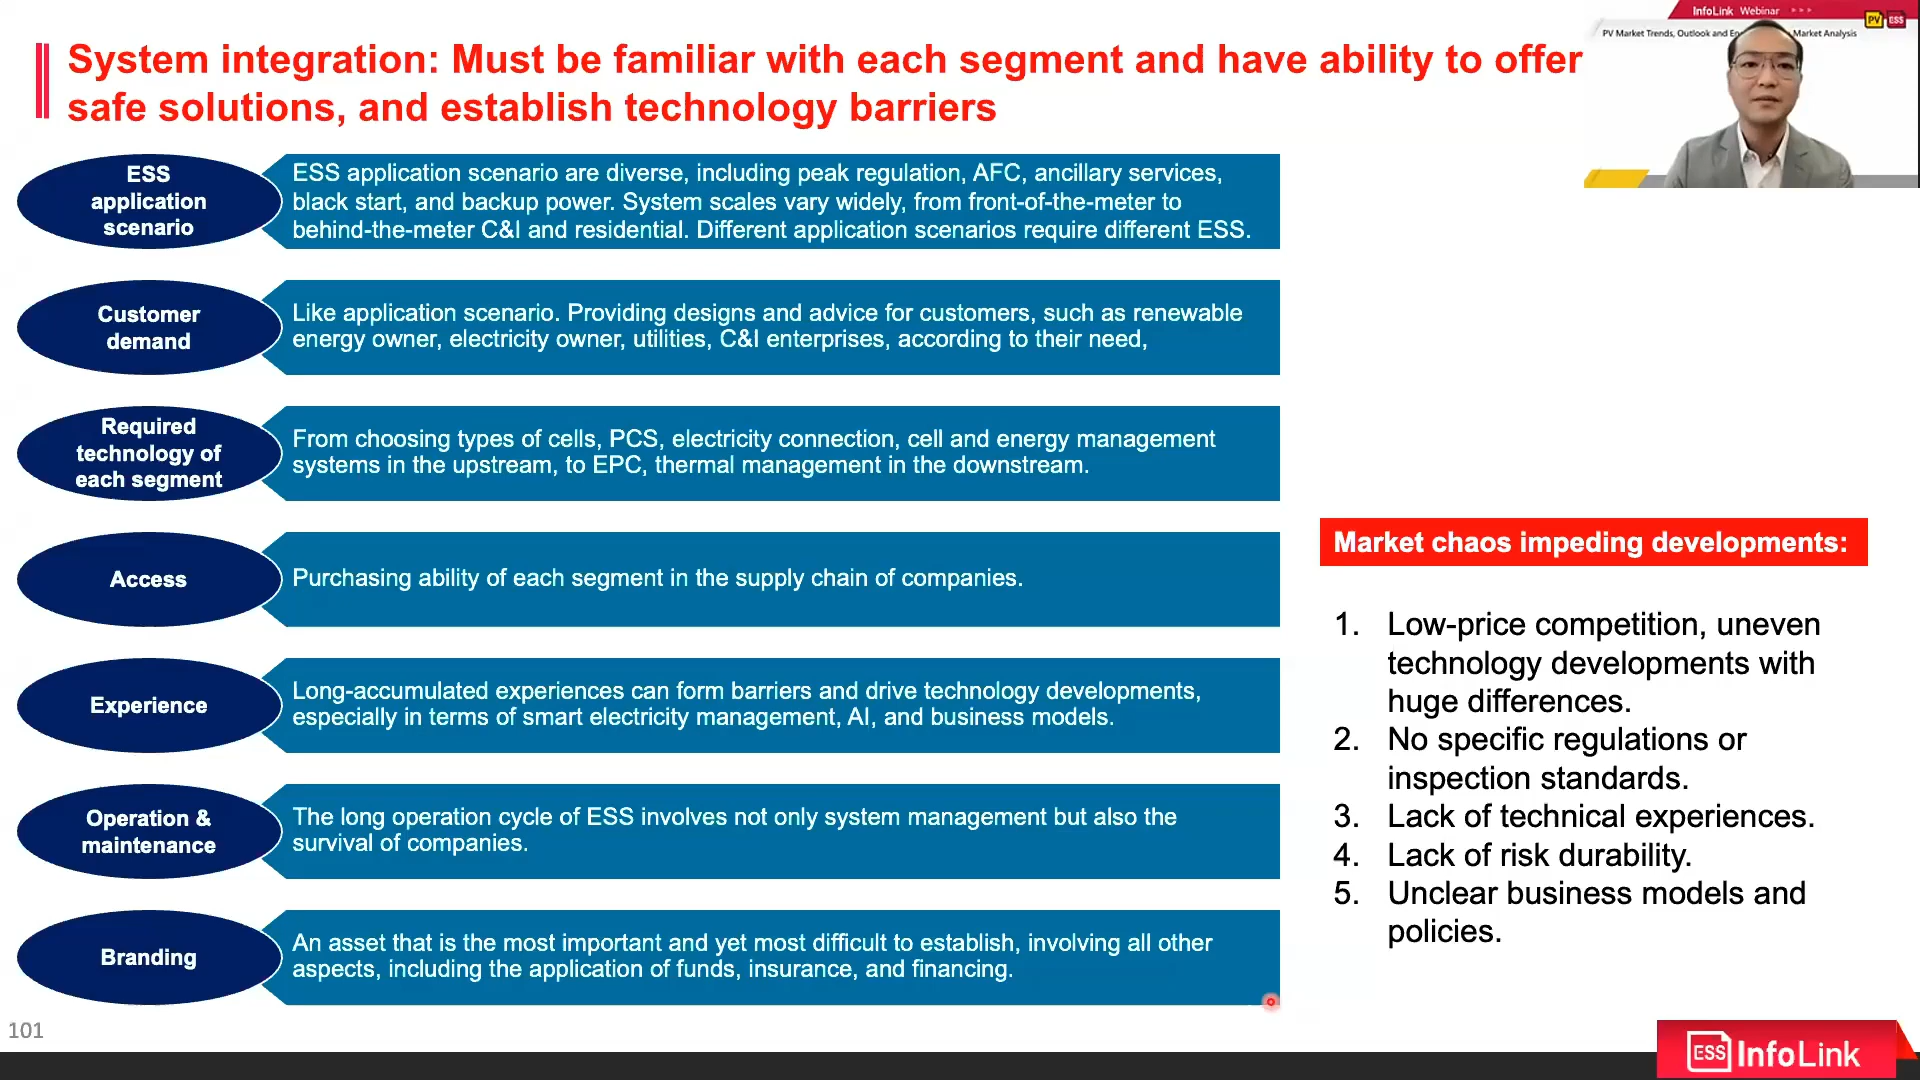 System integration: Must be familiar with each segment and have ability to offer
safe solutions, and establish technology barriers
InfoLink Webinar >>>
PV ESS
PV Market Trends, Outlook and
Market Analysis
ESS
application
scenario
ESS application scenario are diverse, including peak regulation, AFC, ancillary services,
black start, and backup power. System scales vary widely, from front-of-the-meter to
behind-the-meter C&I and residential. Different application scenarios require different ESS.
Customer
demand
Like application scenario. Providing designs and advice for customers, such as renewable
energy owner, electricity owner, utilities, C&I enterprises, according to their need,
Required
technology of
each segment
From choosing types of cells, PCS, electricity connection, cell and energy management
systems in the upstream, to EPC, thermal management in the downstream.
Access
Purchasing ability of each segment in the supply chain of companies.
Experience
Long-accumulated experiences can form barriers and drive technology developments,
especially in terms of smart electricity management, AI, and business models.
Operation &
maintenance
The long operation cycle of ESS involves not only system management but also the
survival of companies.
Branding
An asset that is the most important and yet most difficult to establish, involving all other
aspects, including the application of funds, insurance, and financing.
Market chaos impeding developments:
1. Low-price competition, uneven
technology developments with
huge differences.
2. No specific regulations or
inspection standards.
3. Lack of technical experiences.
4. Lack of risk durability.
5. Unclear business models and
policies.
101
ESS InfoLink